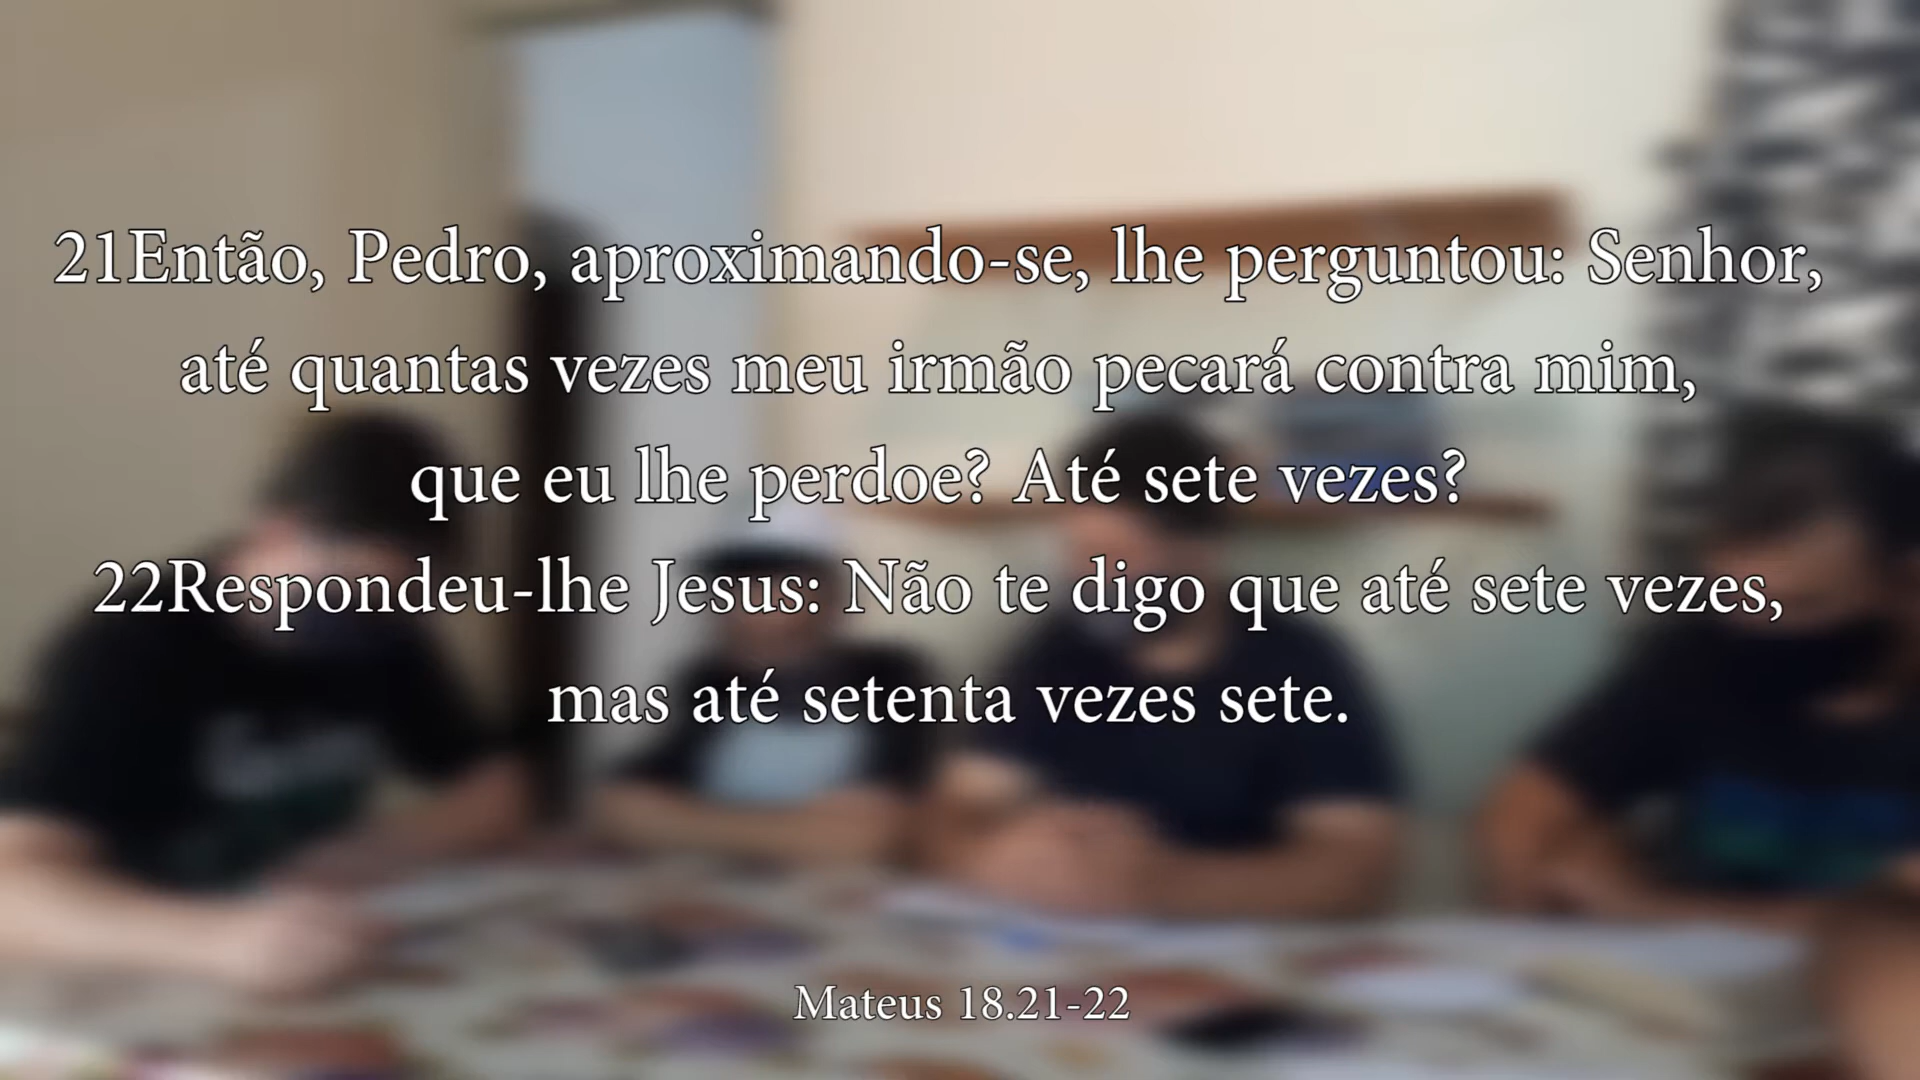 21Então, Pedro, aproximando-se, lhe perguntou: Senhor,
até quantas vezes meu irmão pecará contra mim,
que eu lhe perdoe? Até sete vezes?
22Respondeu-lhe Jesus: Não te digo que até sete vezes,
mas até setenta vezes sete.
Mateus 18.21-22